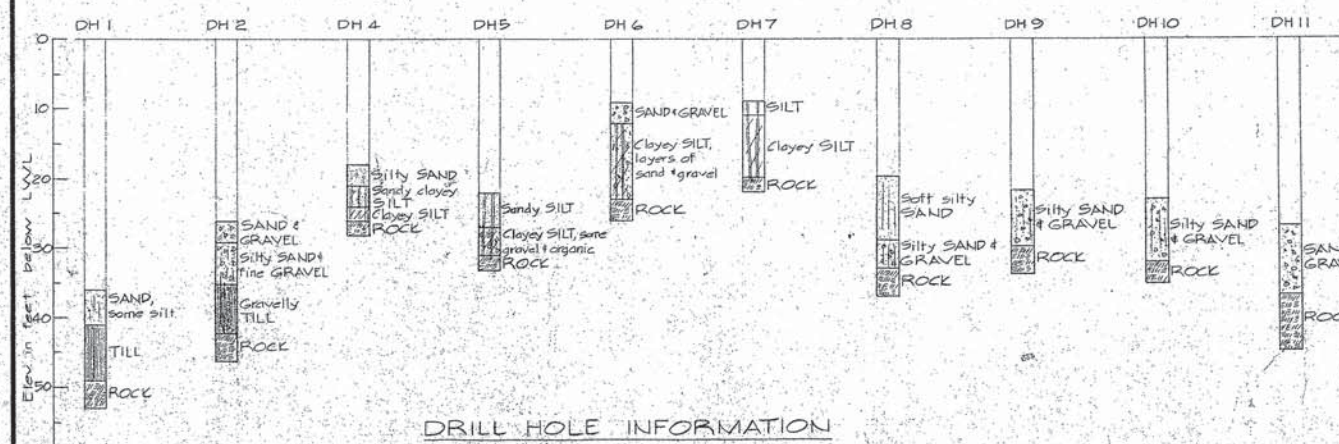 DH 1
DH 2
DH 4
DH 5
DH 6
DH 7
DH 8
DH 9
DH 10
DH 11
0
10
20
30
40
50
Elev. in feet below LWL
SAND,
some silt
TILL
ROCK
SAND &
GRAVEL
Silty SAND &
fine GRAVEL
Gravelly
TILL
ROCK
Silty SAND
Sandy clayey
SILT
Clayey SILT
ROCK
Sandy SILT
Clayey SILT, some
gravel & organic
ROCK
SAND & GRAVEL
Clayey SILT,
layers of
sand & gravel
ROCK
SILT
Clayey SILT
ROCK
Soft silty
SAND
Silty SAND &
GRAVEL
ROCK
Silty SAND
& GRAVEL
ROCK
Silty SAND
& GRAVEL
ROCK
SAN
GRA
ROC
DRILL HOLE INFORMATION